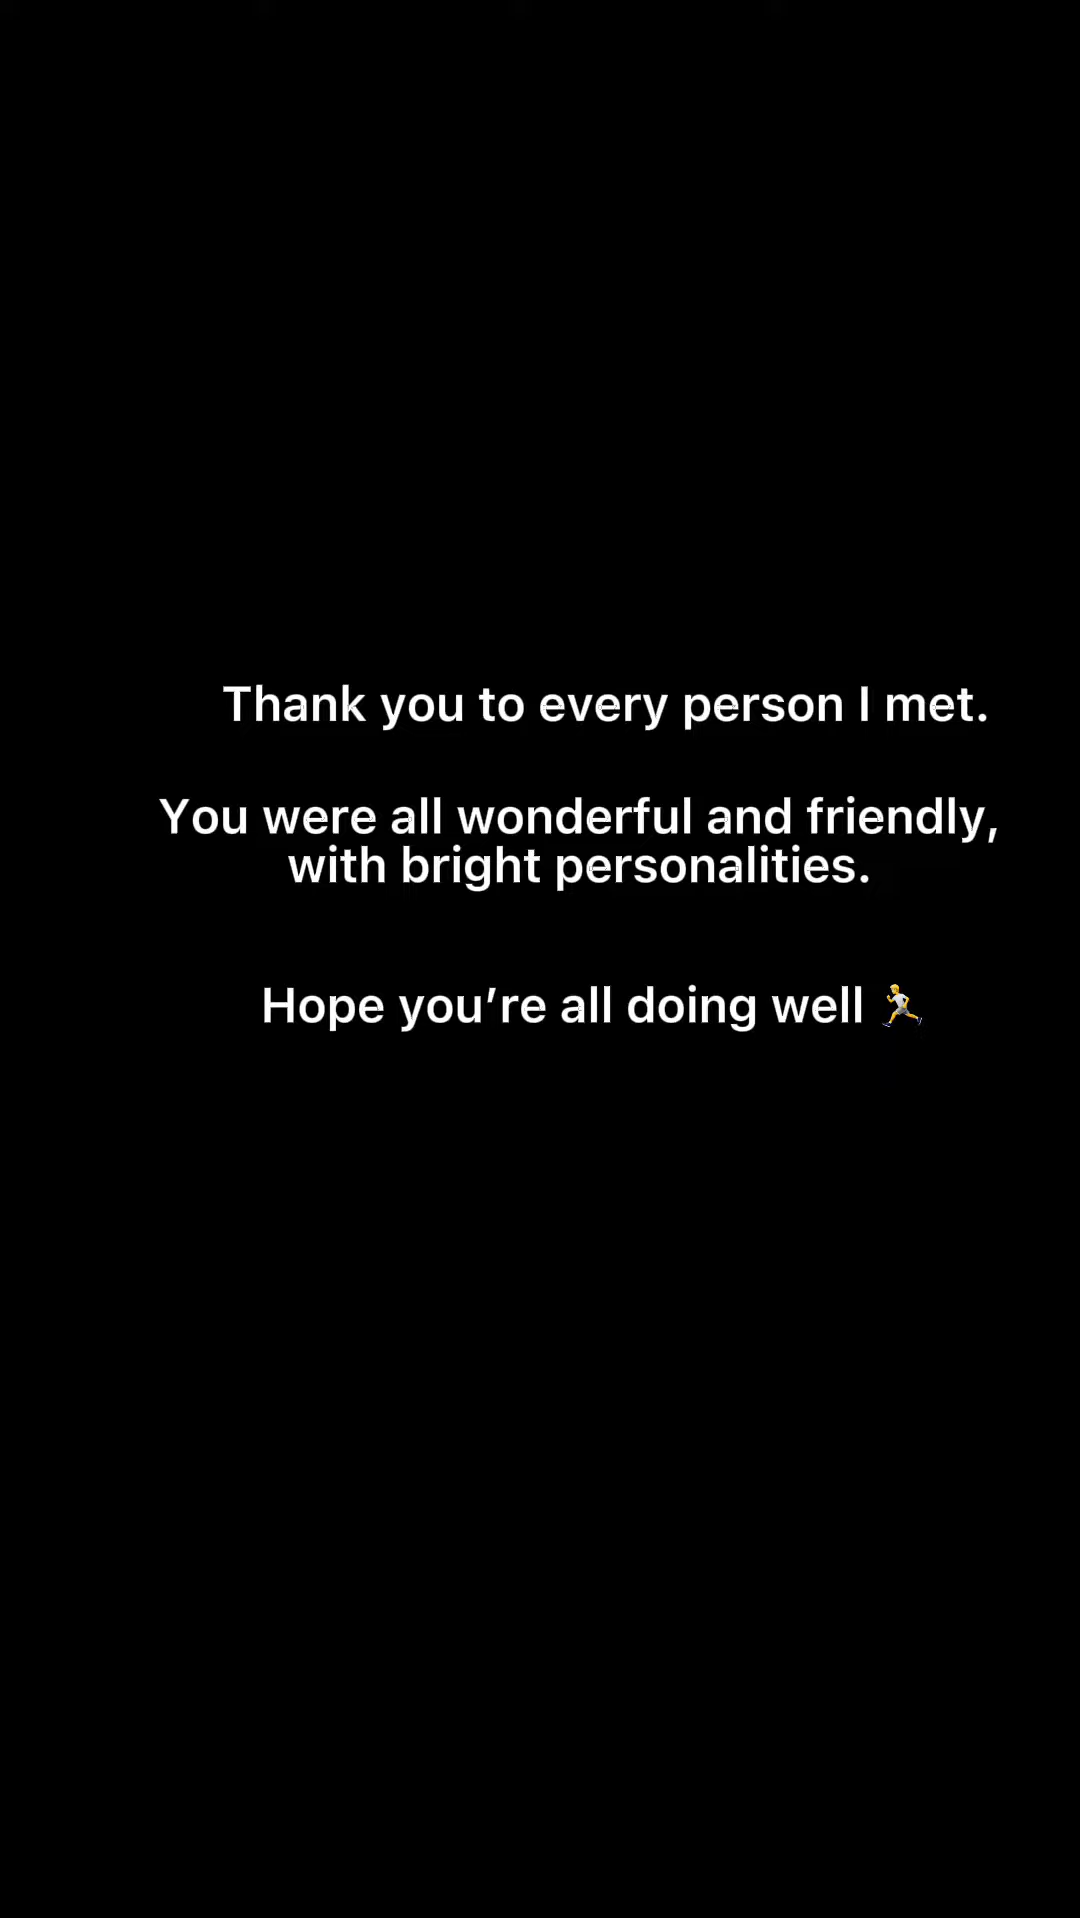 Thank you to every person I met.
You were all wonderful and friendly,
with bright personalities.
Hope you’re all doing well 🏃